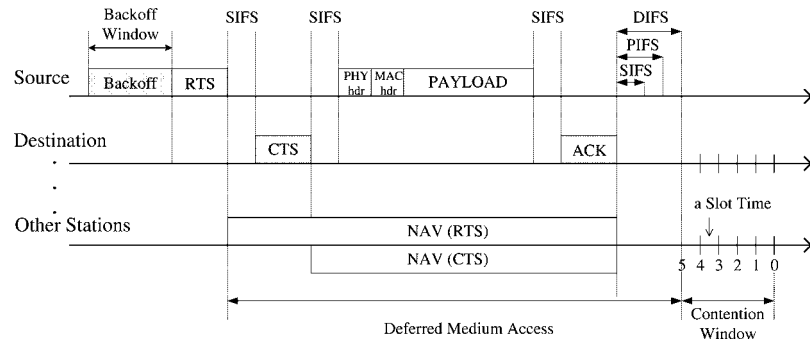 Backoff
Window
SIFS
SIFS
SIFS
DIFS
PIFS
SIFS
Source
Backoff
RTS
PHY
hdr
MAC
hdr
PAYLOAD
Destination
CTS
ACK
a Slot Time
Other Stations
NAV (RTS)
NAV (CTS)
5 4 3 2 1 0
Deferred Medium Access
Contention
Window